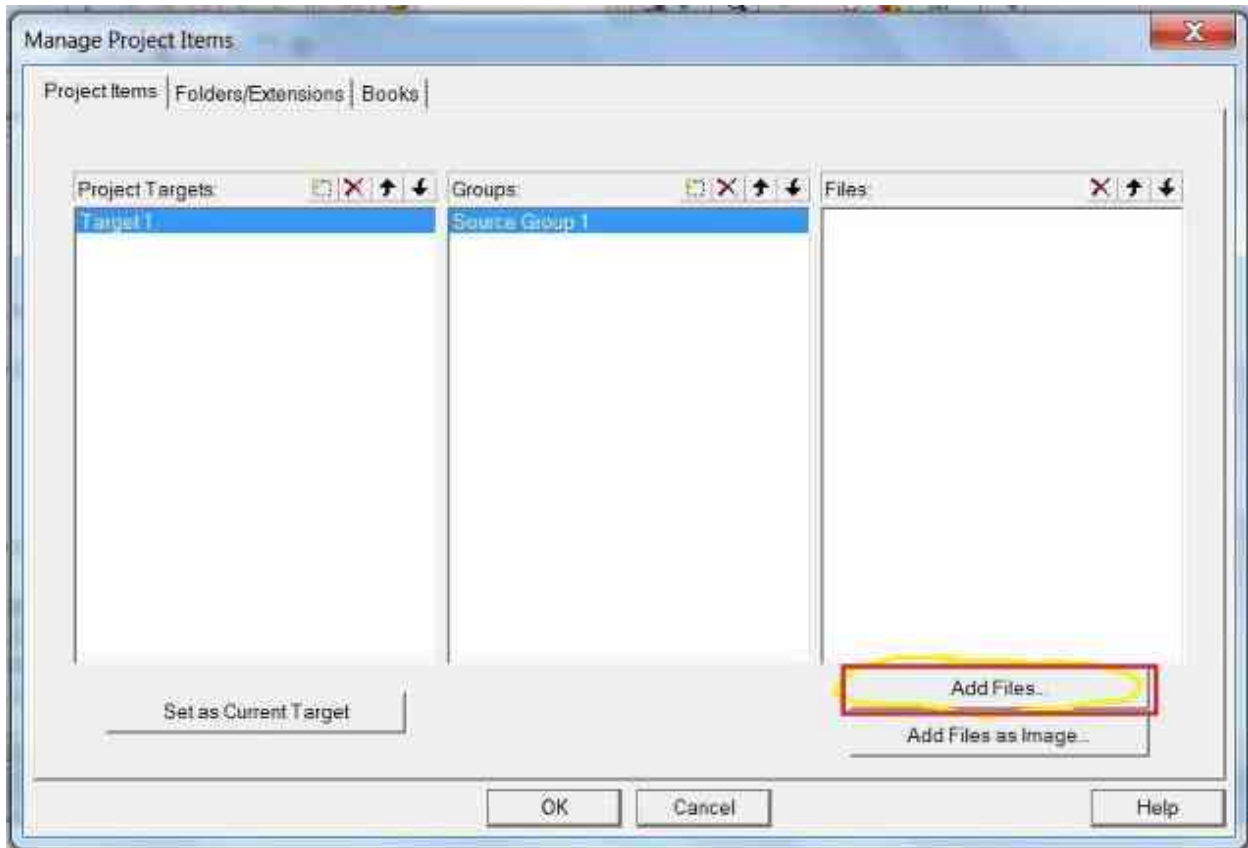 Manage Project Items
Project Items Folders/Extensions Books
Project Targets: Groups: Files:
Target 1 Source Group 1
Add Files...
Set as Current Target
Add Files as Image...
OK Cancel Help